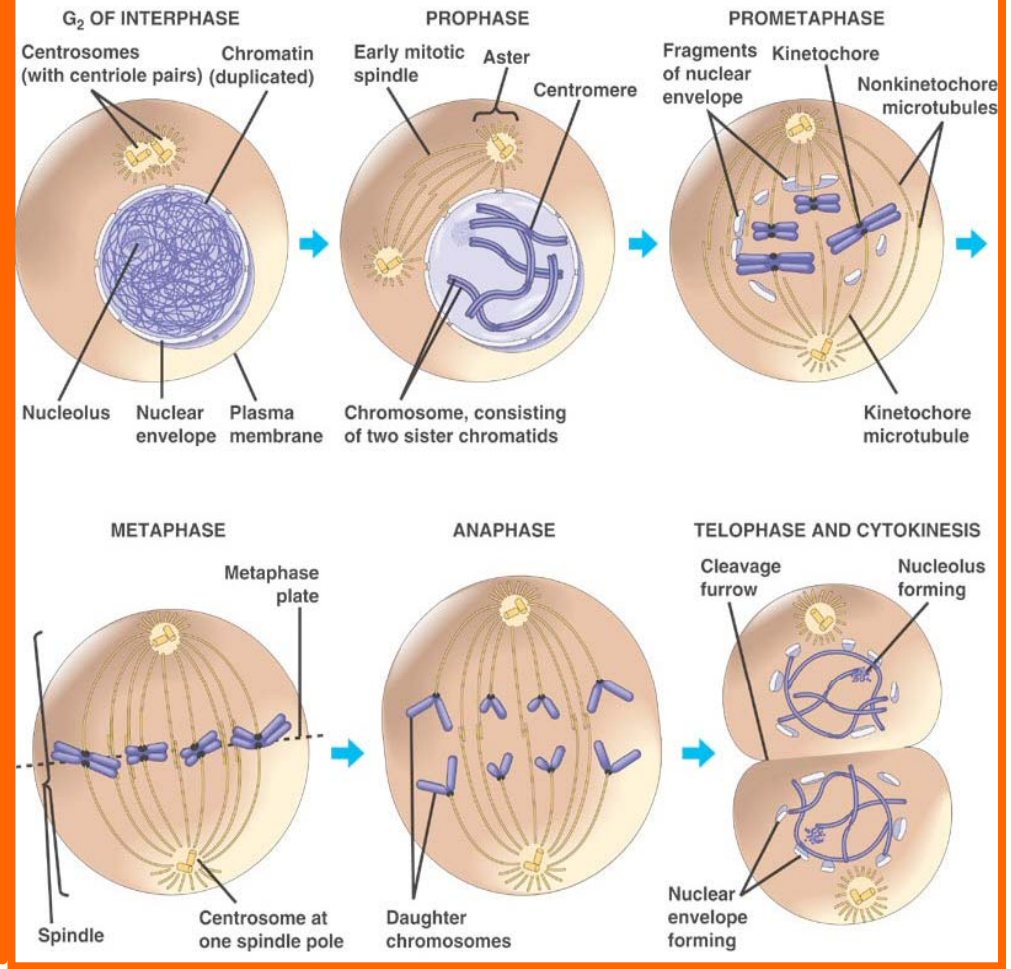 G₂ OF INTERPHASE
Centrosomes
(with centriole pairs)
Chromatin
(duplicated)
Nucleolus
Nuclear
envelope
Plasma
membrane
PROPHASE
Early mitotic
spindle
Aster
Centromere
Chromosome, consisting
of two sister chromatids
PROMETAPHASE
Fragments
of nuclear
envelope
Kinetochore
Nonkinetochore
microtubules
Kinetochore
microtubule
METAPHASE
Metaphase
plate
Spindle
Centrosome at
one spindle pole
ANAPHASE
Daughter
chromosomes
TELOPHASE AND CYTOKINESIS
Cleavage
furrow
Nucleolus
forming
Nuclear
envelope
forming